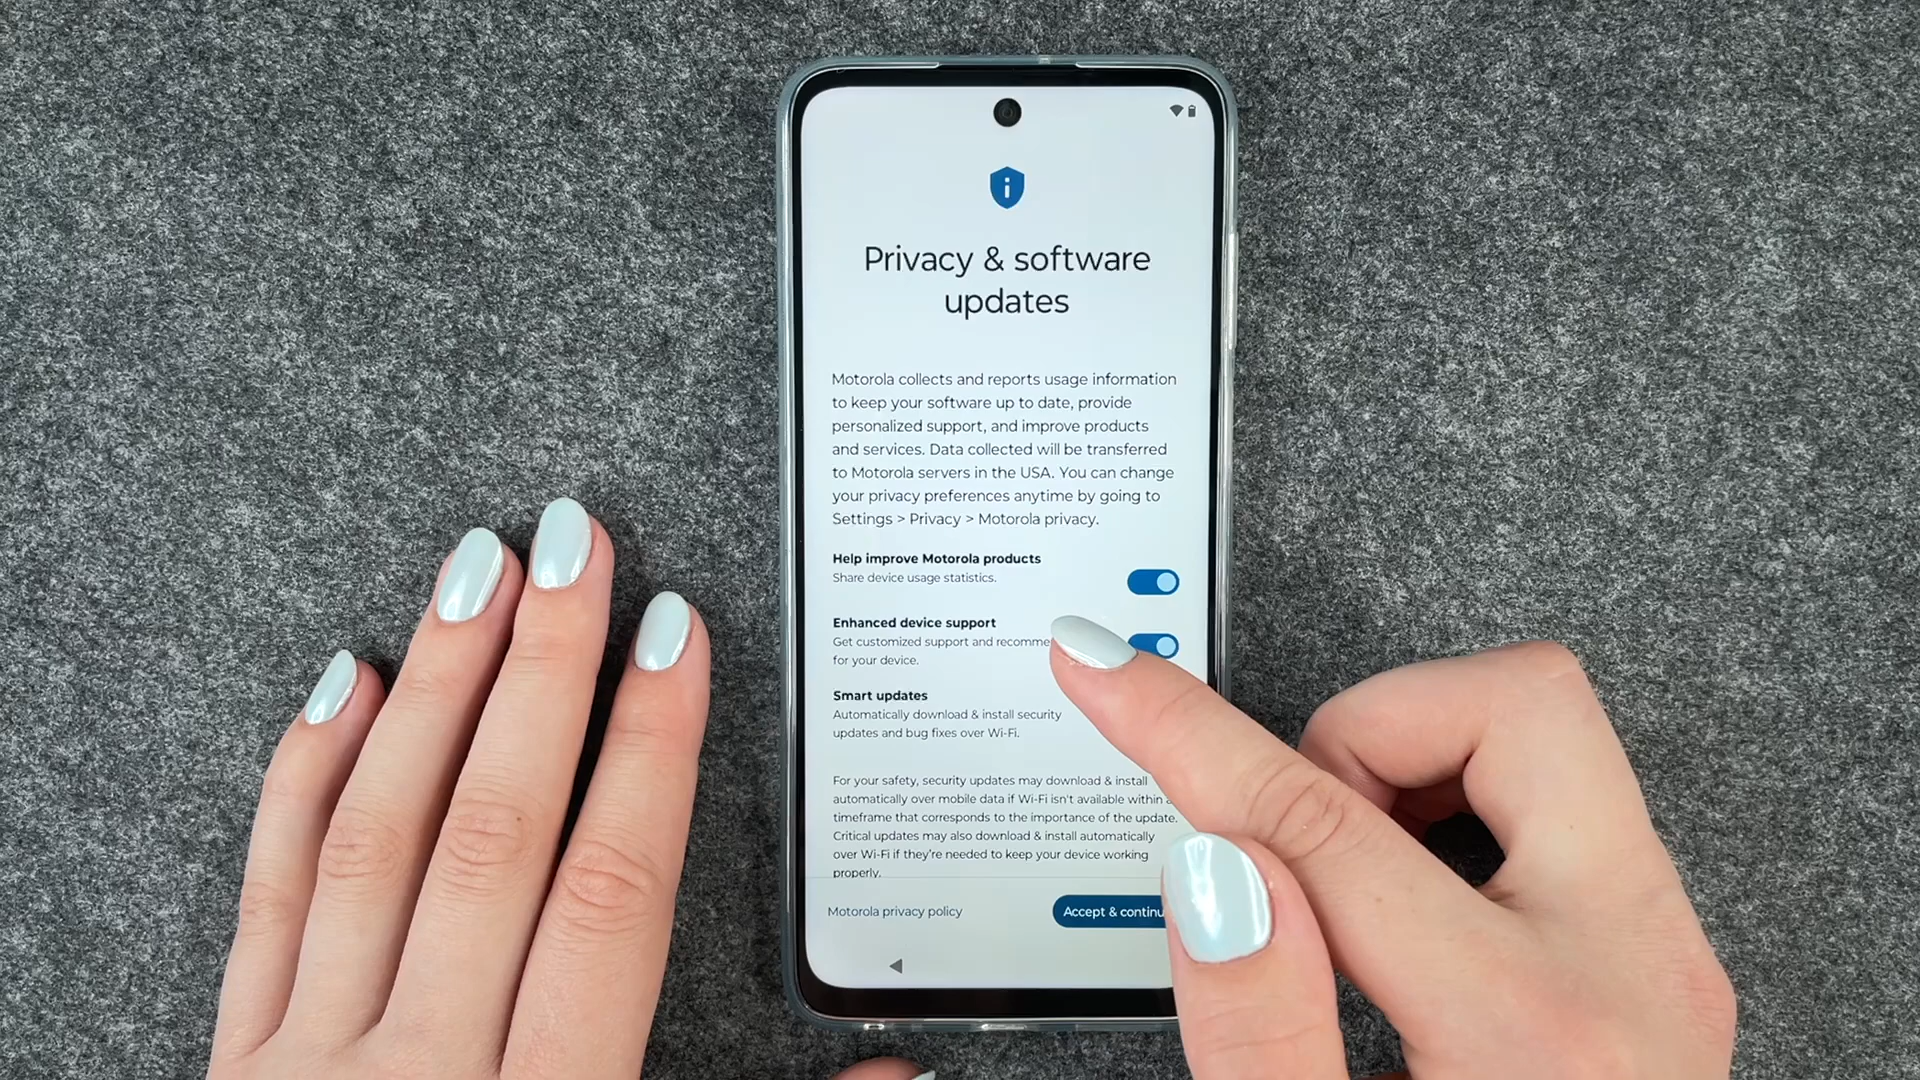 Privacy & software
updates
Motorola collects and reports usage information
to keep your software up to date, provide
personalized support, and improve products
and services. Data collected will be transferred
to Motorola servers in the USA. You can change
your privacy preferences anytime by going to
Settings > Privacy > Motorola privacy.
Help improve Motorola products
Share device usage statistics.
Enhanced device support
Get customized support and
for your device.
Smart updates
Automatically download & install security
updates and bug fixes over Wi-Fi.
For your safety, security updates may download & install
automatically over mobile data if Wi-Fi isn't available within a
timeframe that corresponds to the importance of the update.
Critical updates may also download & install automatically
over Wi-Fi if they're needed to keep your device working
properly.
Motorola privacy policy
Accept &